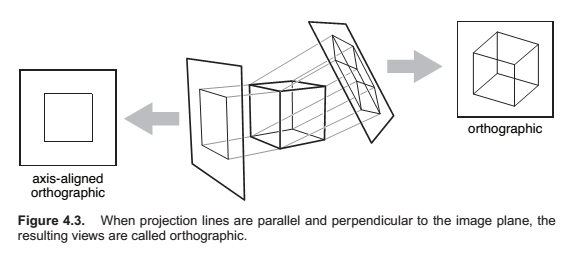 orthographic
axis-aligned
orthographic
Figure 4.3. When projection lines are parallel and perpendicular to the image plane, the
resulting views are called orthographic.